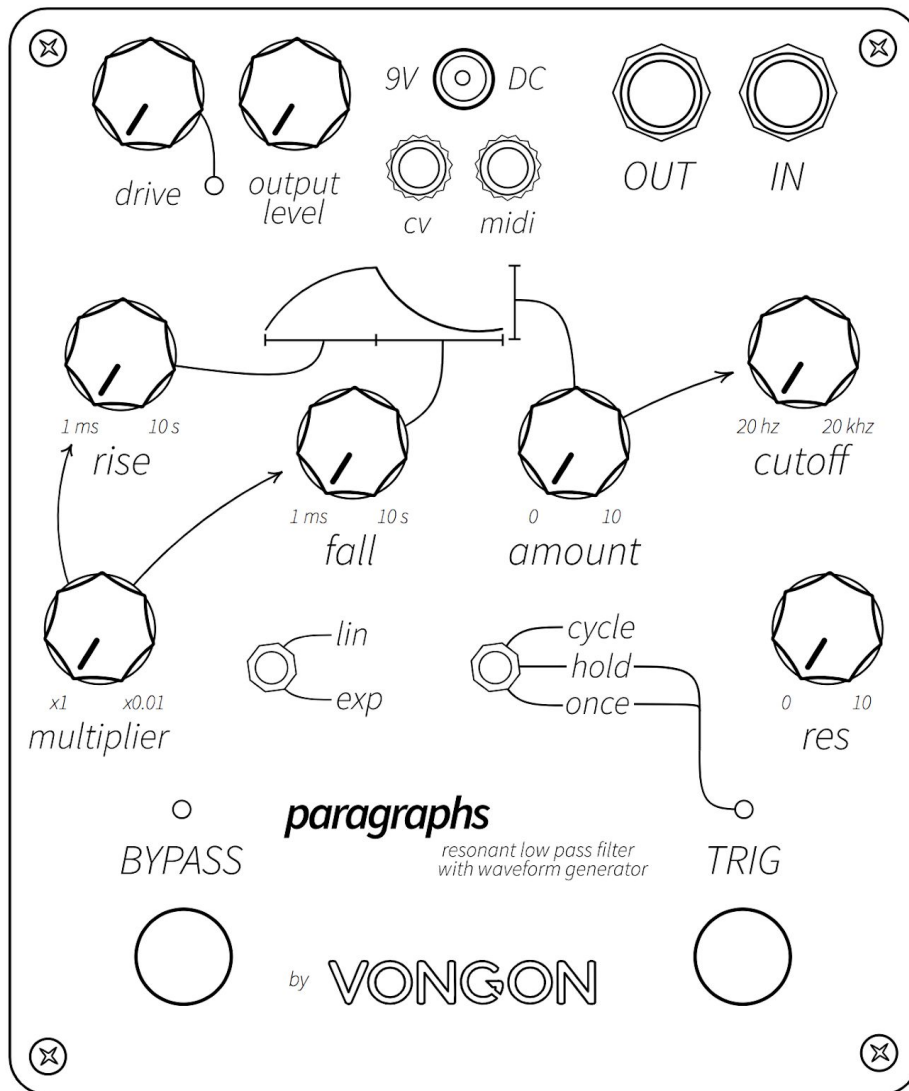 9V DC
drive
output
level
cv
midi
OUT
IN
1 ms 10 s
rise
20 hz 20 khz
cutoff
1 ms 10 s
fall
0 10
amount
x1 x0.01
multiplier
lin
exp
cycle
hold
once
0 10
res
BYPASS
paragraphs
resonant low pass filter
with waveform generator
TRIG
by VONGON